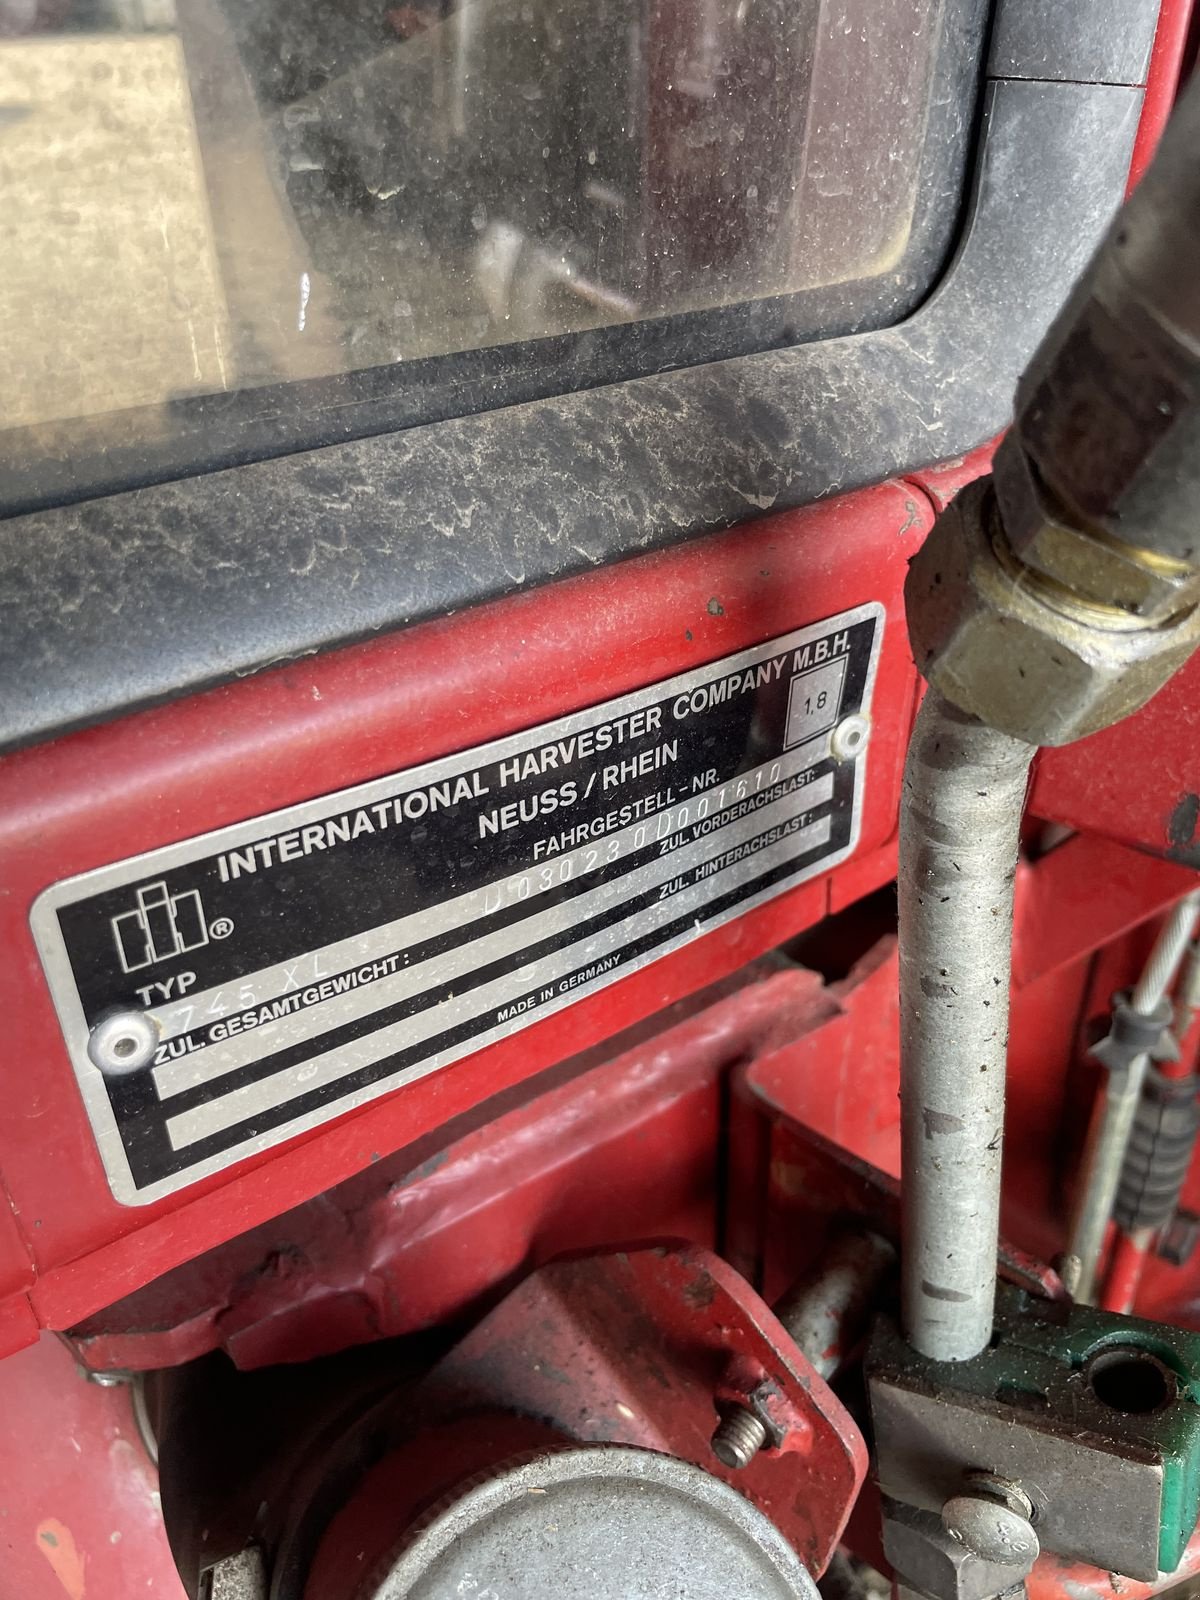 INTERNATIONAL HARVESTER COMPANY M.B.H.
NEUSS/RHEIN
1,8
®
TYP
FAHRGESTELL-NR.
745 XL
D030230D001610
ZUL. GESAMTGEWICHT:
ZUL. VORDERACHSLAST:
ZUL. HINTERACHSLAST:
MADE IN GERMANY